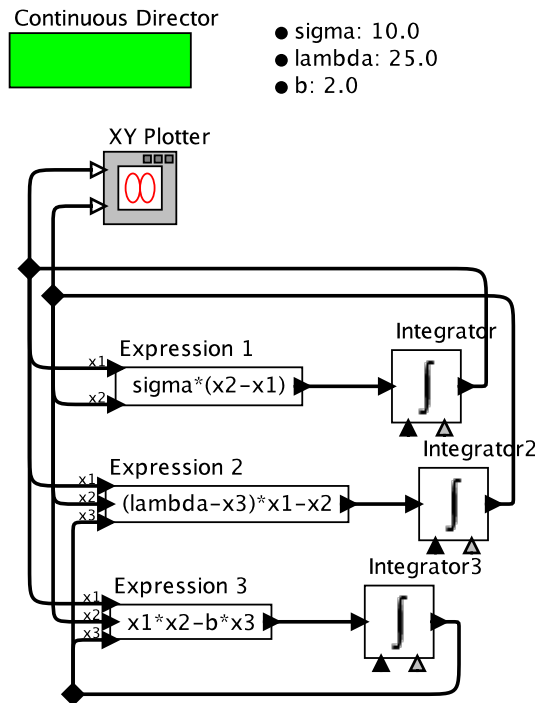 Continuous Director
sigma: 10.0
lambda: 25.0
b: 2.0
XY Plotter
Expression 1
x1
x2
sigma*(x2-x1)
Integrator
∫
Expression 2
x1
x2
x3
(lambda-x3)*x1-x2
Integrator2
∫
Expression 3
x1
x2
x3
x1*x2-b*x3
Integrator3
∫